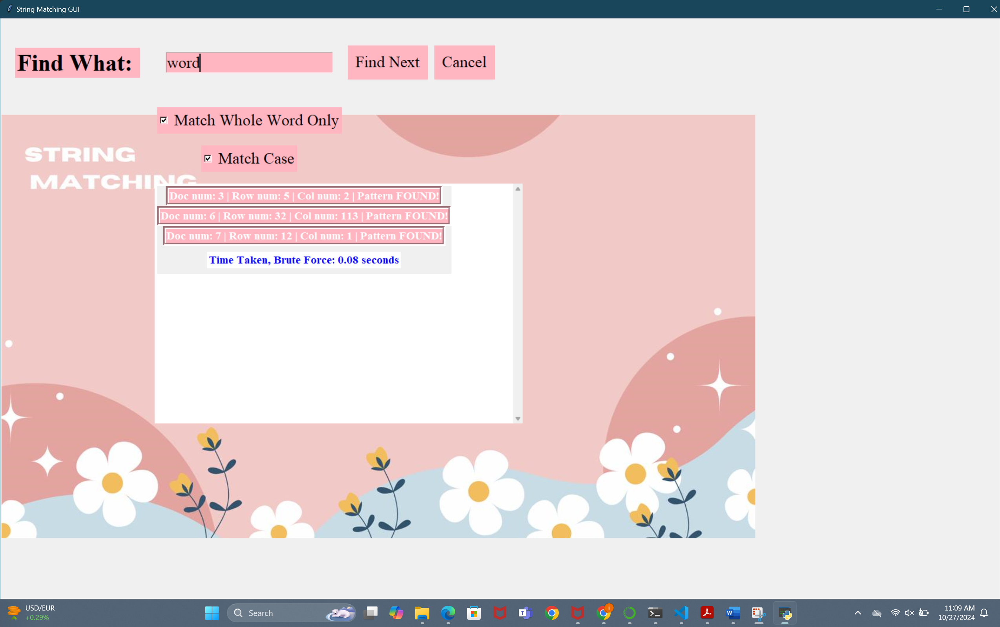 String Matching GUI
Find What:
word
Find Next
Cancel
Match Whole Word Only
Match Case
STRING
MATCHING
Doc num: 3 | Row num: 5 | Col num: 2 | Pattern FOUND!
Doc num: 6 | Row num: 32 | Col num: 113 | Pattern FOUND!
Doc num: 7 | Row num: 12 | Col num: 1 | Pattern FOUND!
Time Taken, Brute Force: 0.08 seconds
USD/EUR
+0.29%
Search
11:09 AM
10/27/2024